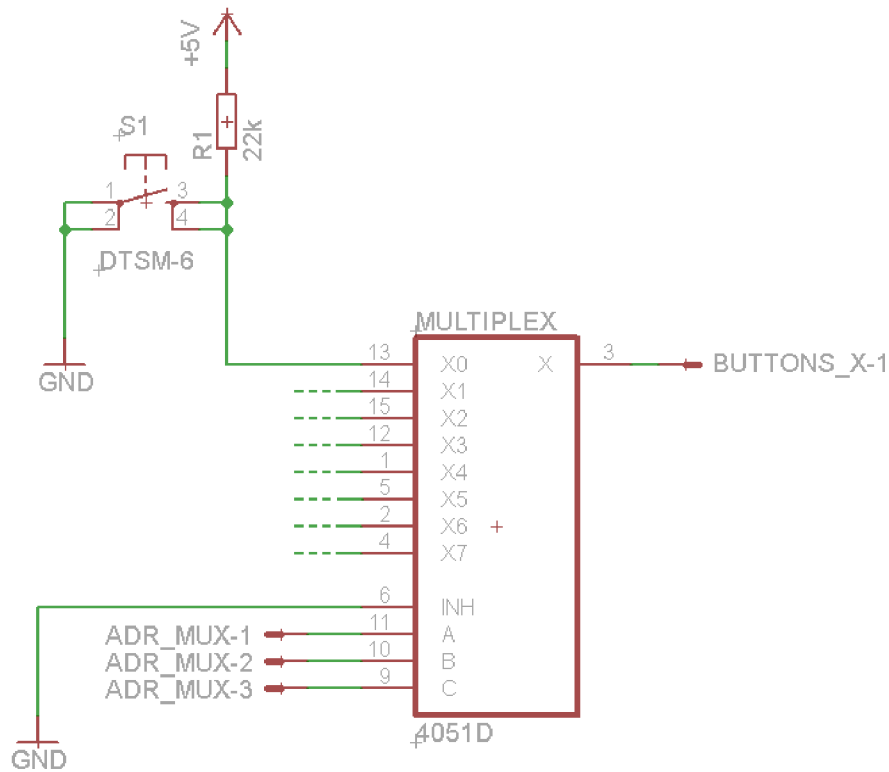 +5V
R1
22k
S1
1
3
2
4
DTSM-6
GND
MULTIPLEX
13 X0 X 3 BUTTONS_X-1
14 X1
15 X2
12 X3
1 X4
5 X5
2 X6
4 X7
6 INH
ADR_MUX-1 11 A
ADR_MUX-2 10 B
ADR_MUX-3 9 C
4051D
GND